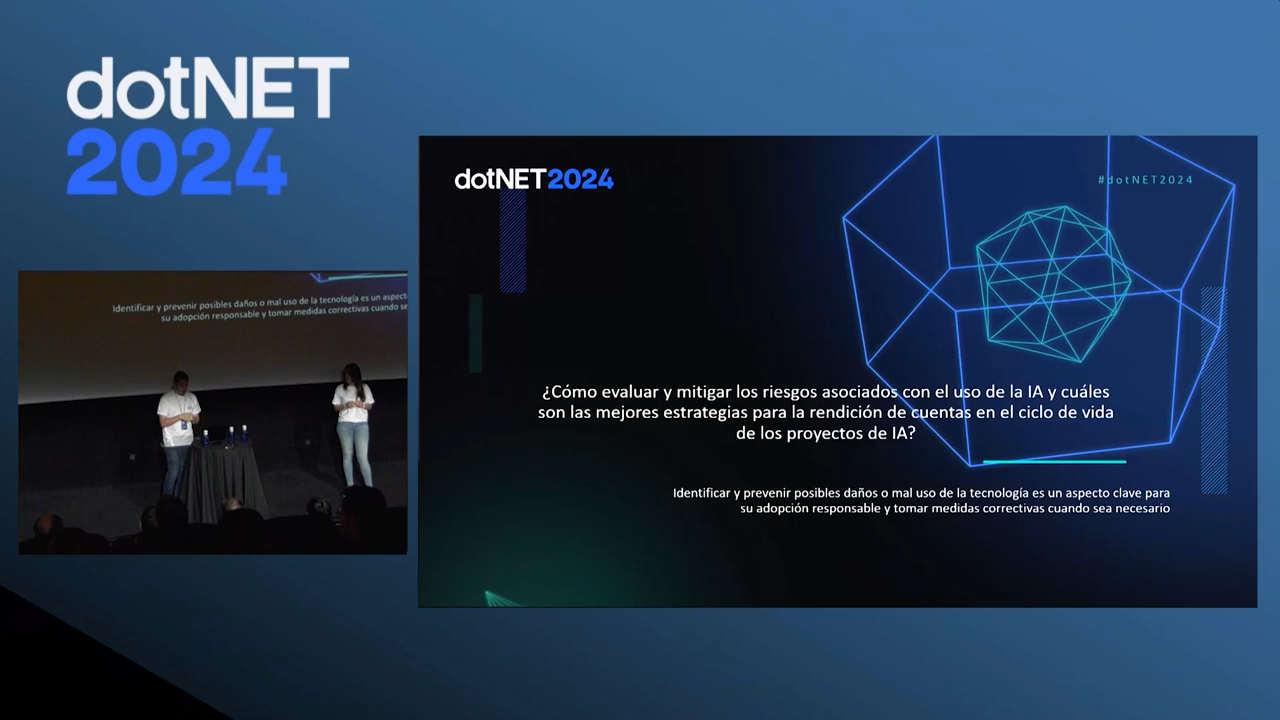 dotNET
2024
Identificar y prevenir posibles daños o mal uso de la tecnología es un aspect
su adopción responsable y tomar medidas correctivas cuando se
dotNET2024
#dotNET2024
¿Cómo evaluar y mitigar los riesgos asociados con el uso de la IA y cuáles
son las mejores estrategias para la rendición de cuentas en el ciclo de vida
de los proyectos de IA?
Identificar y prevenir posibles daños o mal uso de la tecnología es un aspecto clave para
su adopción responsable y tomar medidas correctivas cuando sea necesario